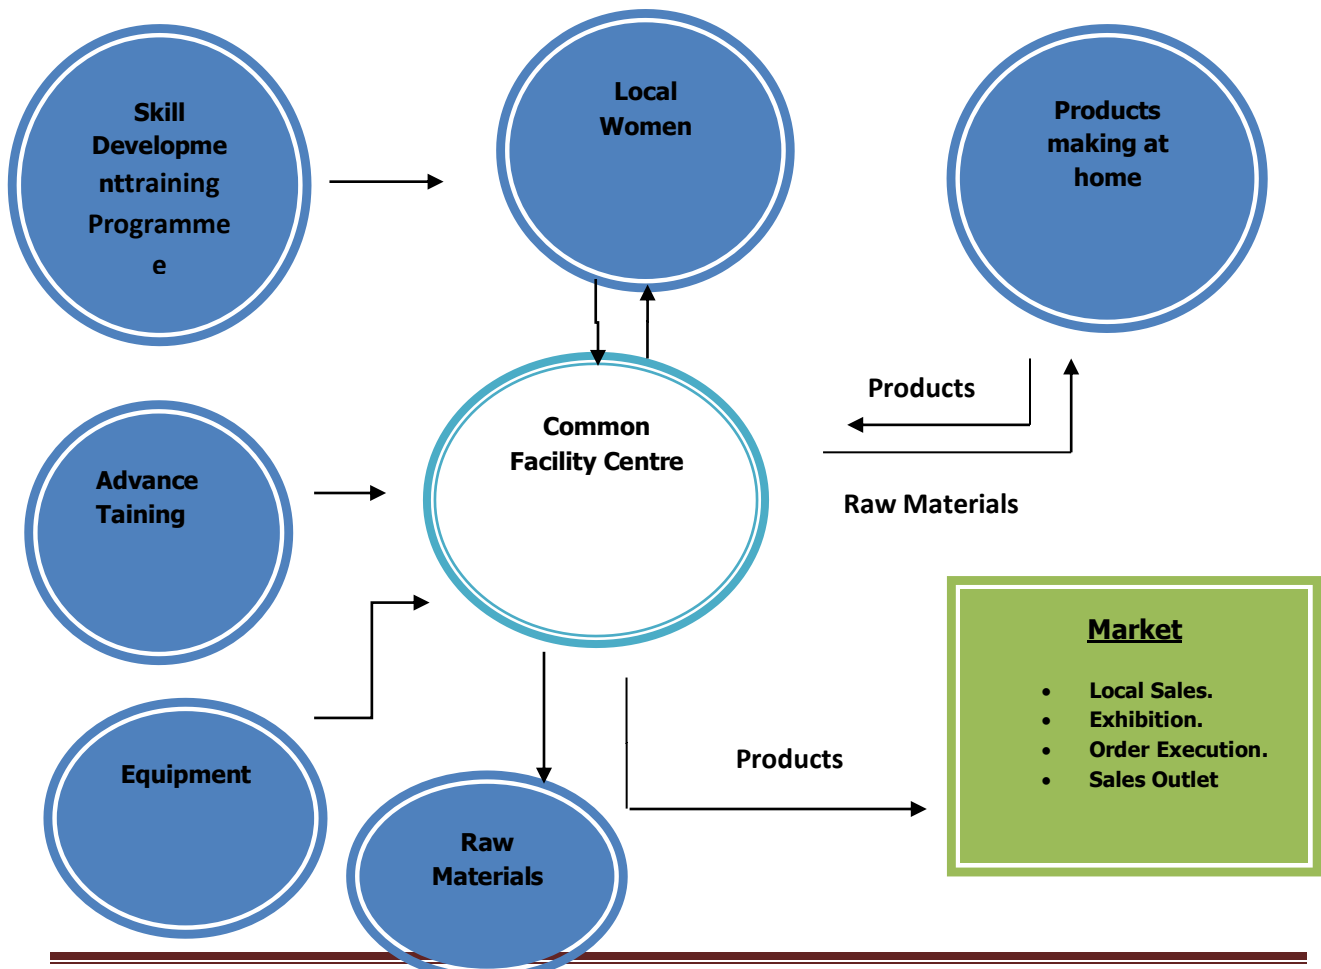 Skill
Developme
nttraining
Programme
e
Local
Women
Products
making at
home
Products
Raw Materials
Common
Facility Centre
Advance
Taining
Equipment
Raw
Materials
Products
Market
• Local Sales.
• Exhibition.
• Order Execution.
• Sales Outlet